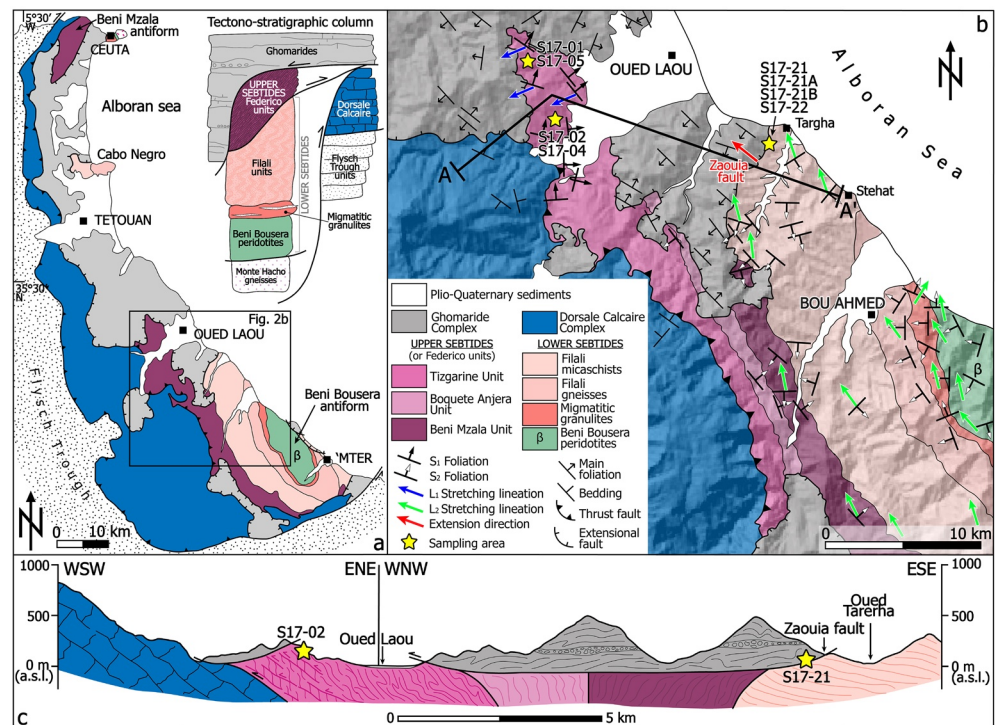 5°30'
W
Beni Mzala
antiform
CEUTA
Alboran sea
Cabo Negro
TETOUAN
35°30'
N
Fig. 2b
OUED LAOU
Beni Bousera
antiform
β
MTER
Flysch Trough
N
0 10 km
a
Tectono-stratigraphic column
Ghomarides
UPPER
SEBTIDES
Federico
units
Dorsale
Calcaire
Filali
units
LOWER SEBTIDES
Flysch
Trough
units
Migmatitic
granulites
Beni Bousera
peridotites
Monte Hacho
gneisses
b
S17-01
S17-05
OUED LAOU
S17-02
S17-04
A
S17-21
S17-21A
S17-21B
S17-22
Targha
Zaouia
fault
Stehat
A'
Alboran Sea
N
BOU AHMED
β
0 10 km
Plio-Quaternary sediments
Ghomaride
Complex
Dorsale Calcaire
Complex
UPPER SEBTIDES
(or Federico units)
LOWER SEBTIDES
Tizgarine Unit
Filali
micaschists
Boquete Anjera
Unit
Filali
gneisses
Beni Mzala Unit
Migmatitic
granulites
β
Beni Bousera
peridotites
S1 Foliation
S2 Foliation
L1 Stretching lineation
L2 Stretching lineation
Extension direction
Sampling area
Main
foliation
Bedding
Thrust fault
Extensional
fault
1000
WSW
ENE
WNW
ESE
1000
500
500
0 m
(a.s.l.)
0 m
(a.s.l.)
S17-02
Oued Laou
Zaouia fault
Oued
Tarerha
S17-21
0 5 km
c